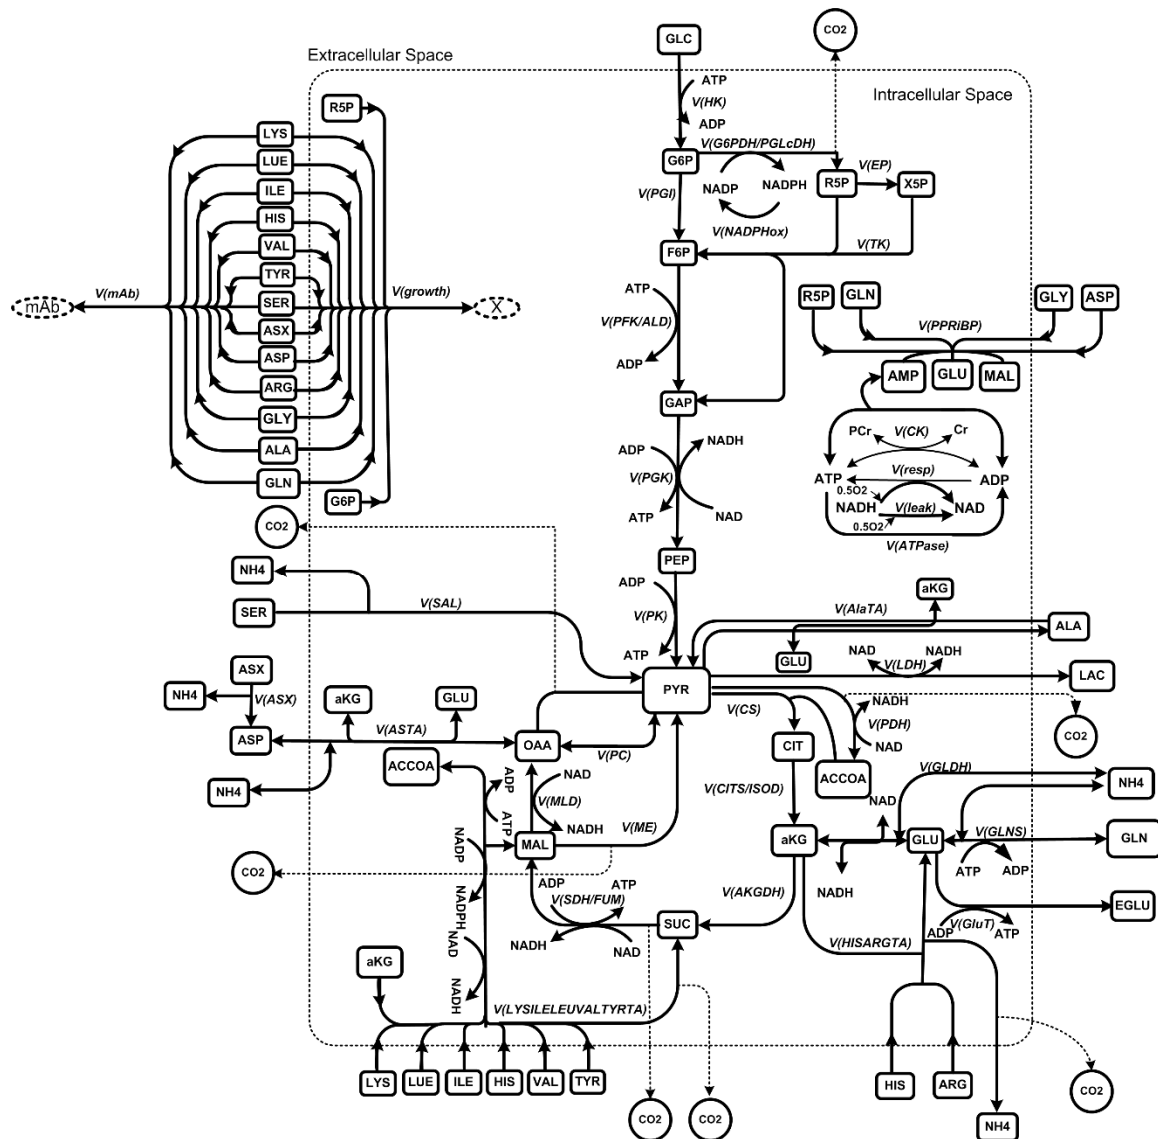 CO2
GLC
Extracellular Space
Intracellular Space
ATP
V(HK)
ADP
R5P
LYS
LUE
ILE
HIS
VAL
TYR
SER
ASX
ASP
ARG
GLY
ALA
GLN
G6P
mAb
V(mAb)
V(growth)
X
V(G6PDH/PGLcDH)
G6P
NADP
NADPH
V(NADPHox)
R5P
V(EP)
X5P
V(PGI)
F6P
V(TK)
ATP
V(PFK/ALD)
ADP
GAP
R5P
GLN
GLY
ASP
V(PPRiBP)
AMP
GLU
MAL
PCr
V(CK)
Cr
ATP
V(resp)
ADP
0.5O2
NADH
NAD
V(leak)
0.5O2
V(ATPase)
ADP
NADH
V(PGK)
ATP
NAD
PEP
ADP
V(PK)
ATP
CO2
NH4
SER
V(SAL)
PYR
aKG
V(AlaTA)
GLU
ALA
NAD
NADH
V(LDH)
LAC
ASX
NH4
V(ASX)
ASP
aKG
GLU
V(ASTA)
OAA
V(PC)
NH4
ACCOA
V(CS)
CIT
ACCOA
NADH
V(PDH)
NAD
CO2
ADP
ATP
NAD
V(MLD)
NADH
V(ME)
MAL
NADP
NADPH
NAD
NADH
CO2
V(CITS/ISOD)
aKG
NAD
NADH
V(GLDH)
NH4
GLU
V(GLNS)
GLN
ATP
ADP
EGLU
V(GluT)
ADP
ATP
ADP
ATP
V(SDH/FUM)
NADH
NAD
SUC
V(AKGDH)
V(HISARGTA)
aKG
V(LYSILELEUVALTYRTA)
LYS
LUE
ILE
HIS
VAL
TYR
HIS
ARG
CO2
CO2
CO2
NH4